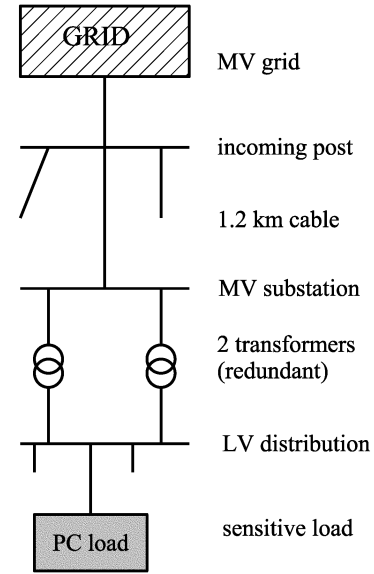 GRID
MV grid
incoming post
1.2 km cable
MV substation
2 transformers
(redundant)
LV distribution
PC load
sensitive load